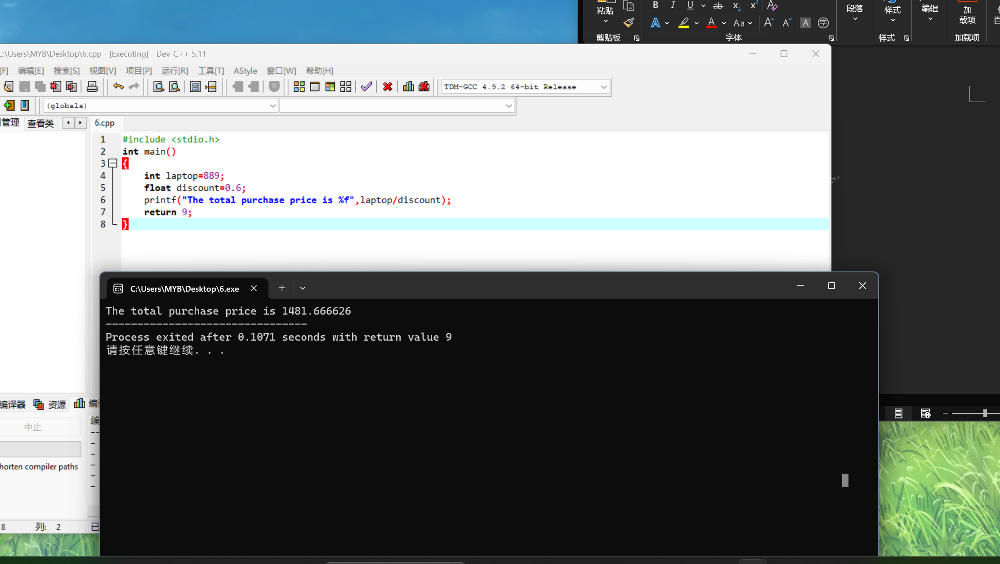 粘贴
B I U ab x₂ x²
Aa A A A 字
剪贴板
字体
段落
样式
样式
编辑
加
载项
加载项
C:\Users\MYB\Desktop\6.cpp - [Executing] - Dev-C++ 5.11
[F] 编辑[E] 搜索[S] 视图[V] 项目[P] 运行[R] 工具[T] AStyle 窗口[W] 帮助[H]
TDM-GCC 4.9.2 64-bit Release
(globals)
管理 查看类 6.cpp
1 #include <stdio.h>
2 int main()
3 {
4 int laptop=889;
5 float discount=0.6;
6 printf("The total purchase price is %f",laptop/discount);
7 return 9;
8 }
C:\Users\MYB\Desktop\6.exe
The total purchase price is 1481.666626
--------------------------------
Process exited after 0.1071 seconds with return value 9
请按任意键继续. . .
编译器 资源 编
编
中止
horten compiler paths
8 列: 2 已